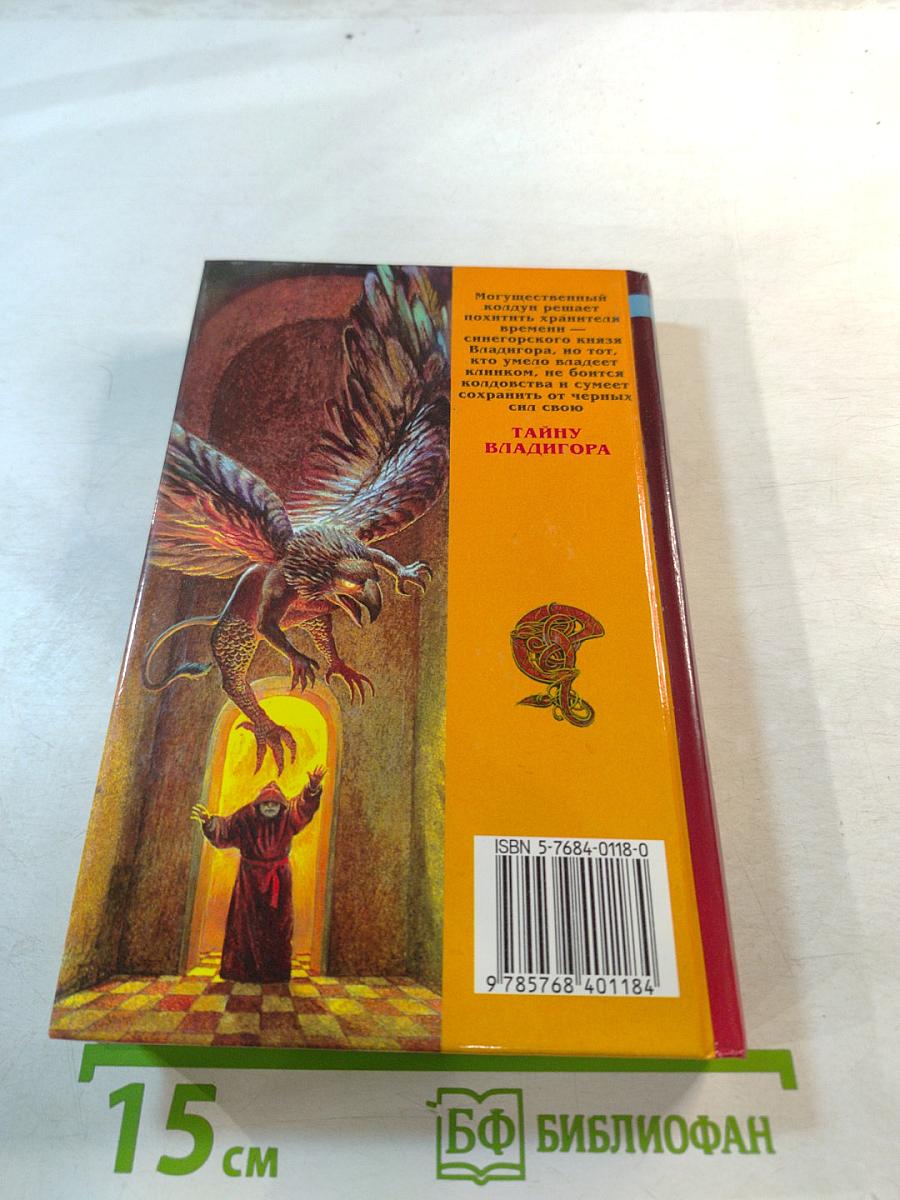 Могущественный
колдун решает
похитить хранителя
времени —
синегорского князя
Владигора, но тот,
кто умело владеет
клинком, не боится
колдовства и сумеет
сохранить от черных
сил свою
ТАЙНУ
ВЛАДИГОРА
ISBN 5-7684-0118-0
9 785768 401184
15 см
БФ БИБЛИОФАН